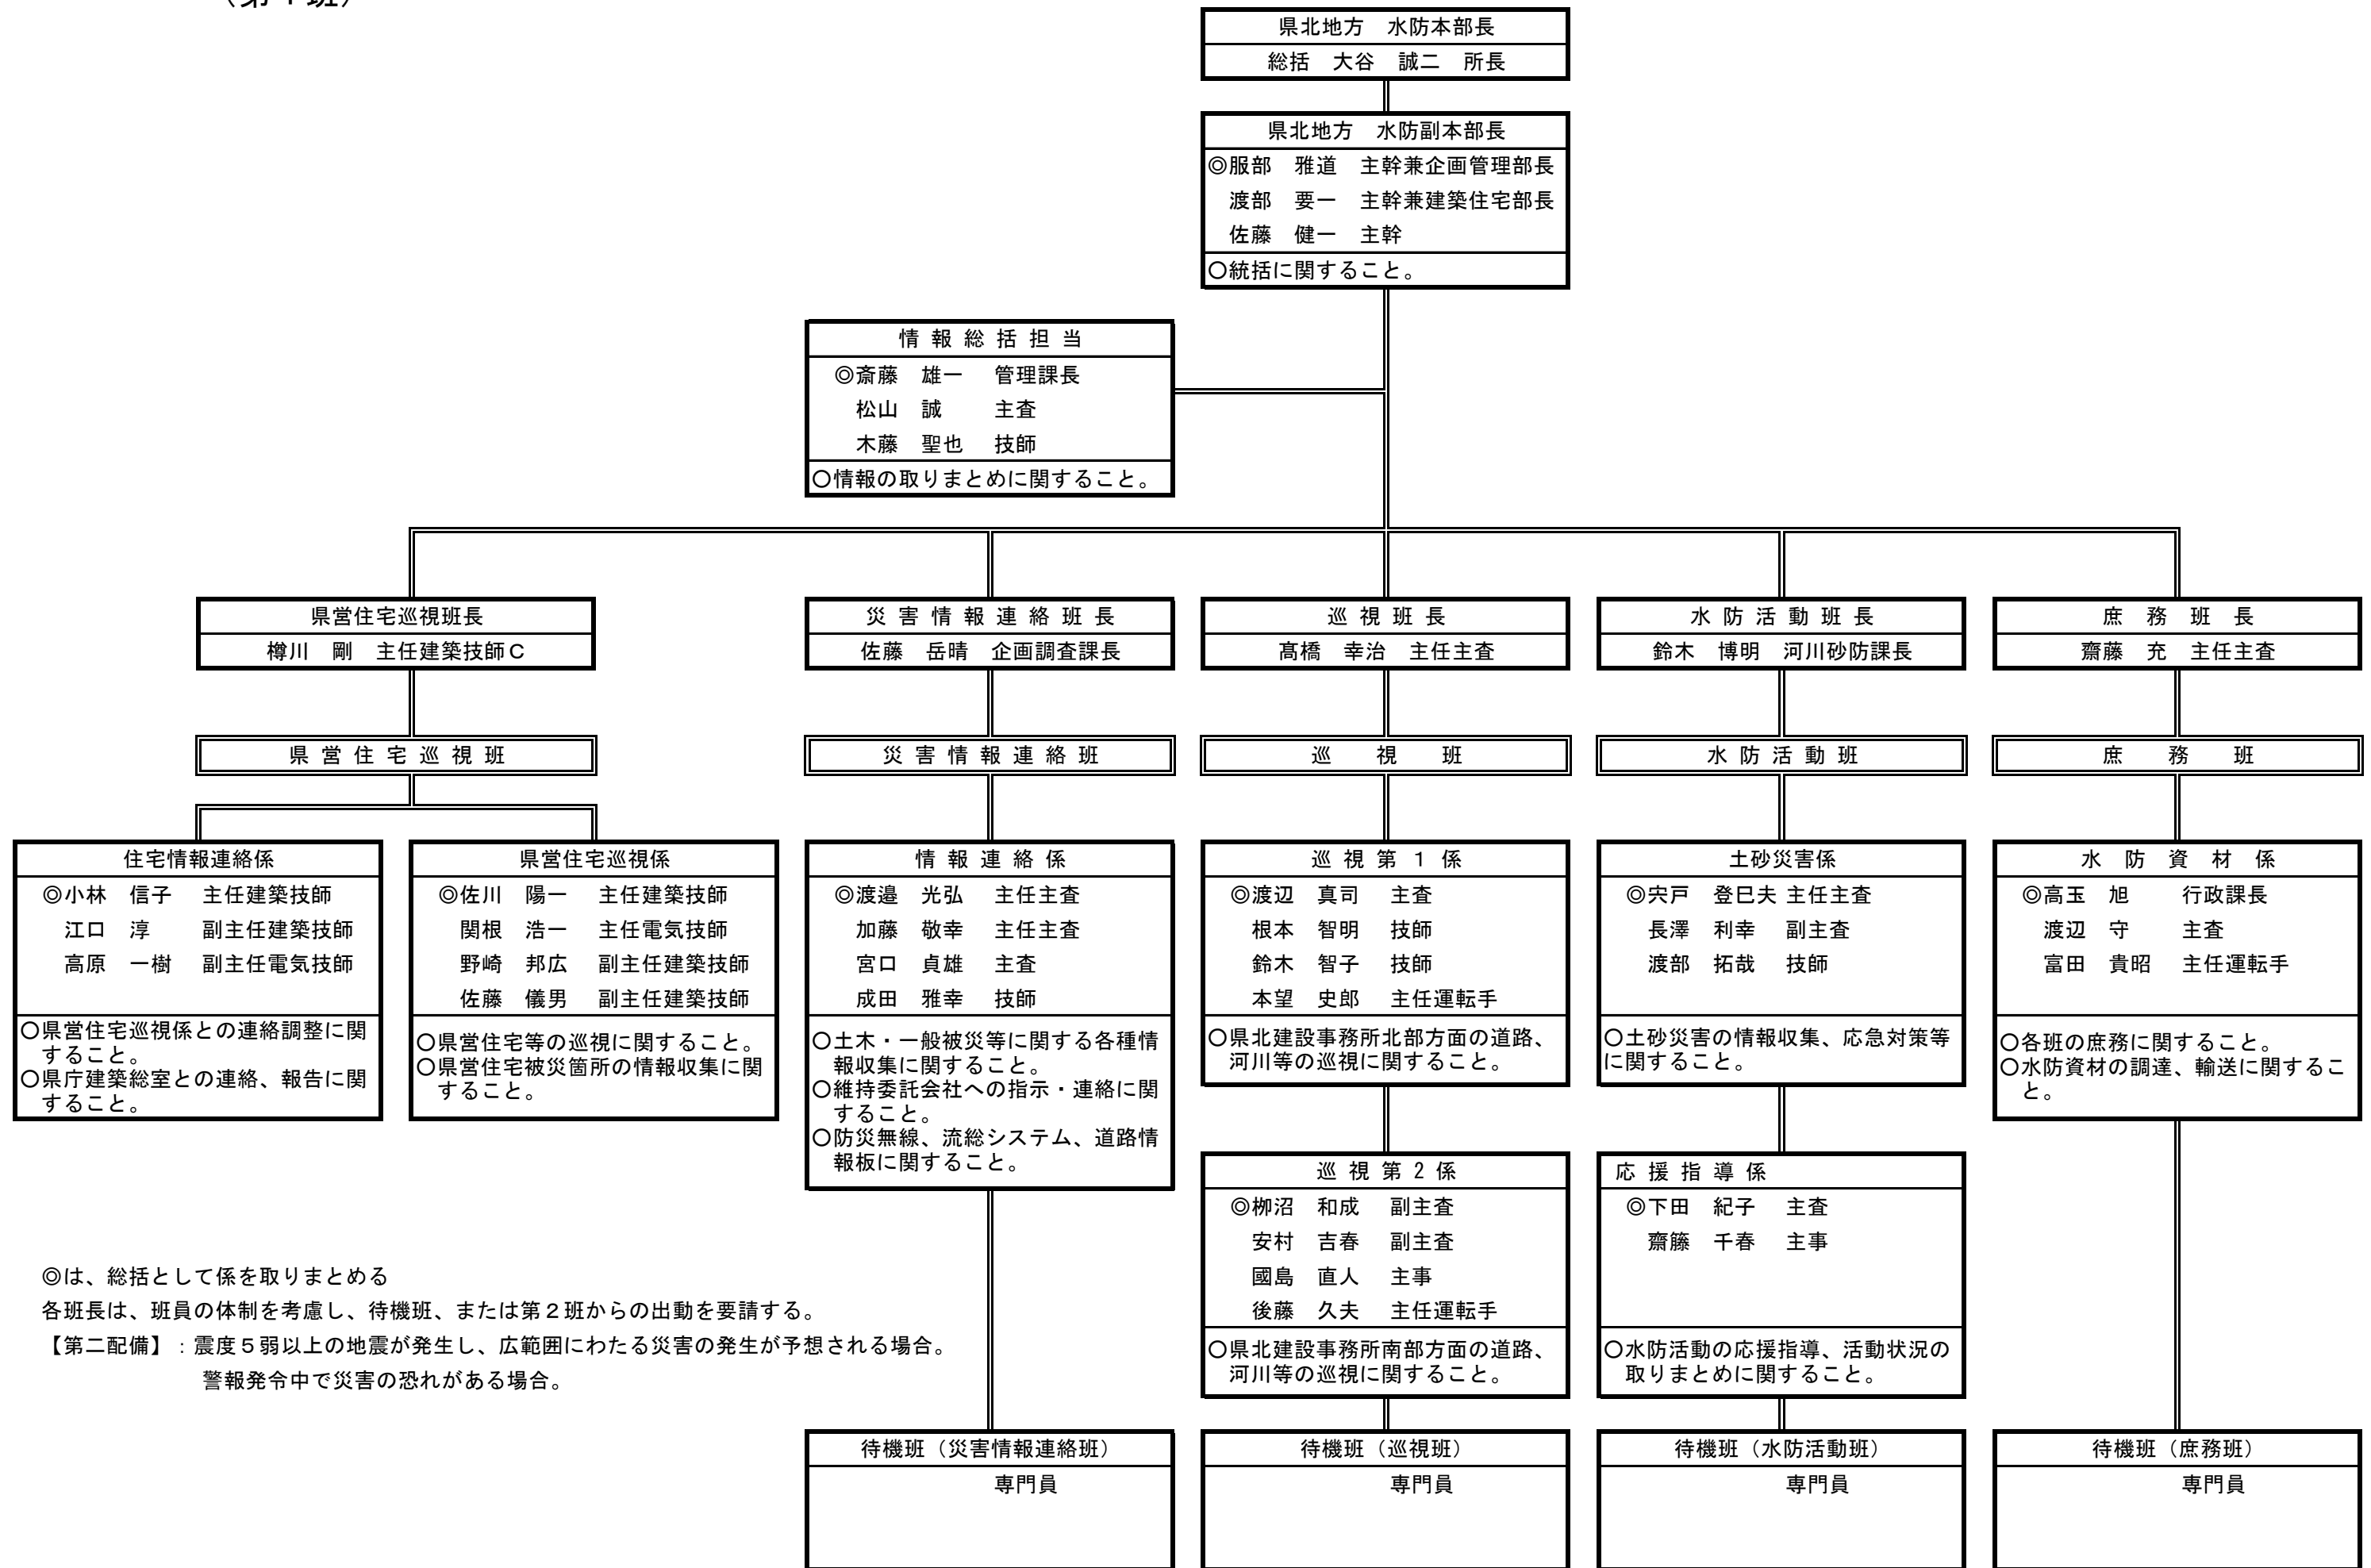 （第１班）
県北地方　水防本部長
総括　大谷　誠二　所長
県北地方　水防副本部長
◎服部　雅道　主幹兼企画管理部長
渡部　要一　主幹兼建築住宅部長
佐藤　健一　主幹
〇統括に関すること。
情報総括担当
◎斎藤　雄一　管理課長
松山　誠　主査
木藤　聖也　技師
〇情報の取りまとめに関すること。
県営住宅巡視班長
樽川　剛　主任建築技師Ｃ
災害情報連絡班長
佐藤　岳晴　企画調査課長
巡視班長
髙橋　幸治　主任主査
水防活動班長
鈴木　博明　河川砂防課長
庶務班長
齋藤　充　主任主査
県営住宅巡視班
災害情報連絡班
巡視班
水防活動班
庶務班
住宅情報連絡係
◎小林　信子　主任建築技師
江口　淳　副主任建築技師
高原　一樹　副主任電気技師
〇県営住宅巡視係との連絡調整に関
すること。
〇県庁建築総室との連絡、報告に関
すること。
県営住宅巡視係
◎佐川　陽一　主任建築技師
関根　浩一　主任電気技師
野崎　邦広　副主任建築技師
佐藤　儀男　副主任建築技師
〇県営住宅等の巡視に関すること。
〇県営住宅被災箇所の情報収集に関
すること。
情報連絡係
◎渡邉　光弘　主任主査
加藤　敬幸　主任主査
宮口　貞雄　主査
成田　雅幸　技師
〇土木・一般被災等に関する各種情
報収集に関すること。
〇維持委託会社への指示・連絡に関
すること。
〇防災無線、流総システム、道路情
報板に関すること。
巡視第１係
◎渡辺　真司　主査
根本　智明　技師
鈴木　智子　技師
本望　史郎　主任運転手
〇県北建設事務所北部方面の道路、
河川等の巡視に関すること。
土砂災害係
◎宍戸　登巳夫　主任主査
長澤　利幸　副主査
渡部　拓哉　技師
〇土砂災害の情報収集、応急対策等
に関すること。
水防資材係
◎高玉　旭　行政課長
渡辺　守　主査
富田　貴昭　主任運転手
〇各班の庶務に関すること。
〇水防資材の調達、輸送に関するこ
と。
巡視第2係
◎栁沼　和成　副主査
安村　吉春　副主査
國島　直人　主事
後藤　久夫　主任運転手
〇県北建設事務所南部方面の道路、
河川等の巡視に関すること。
応援指導係
◎下田　紀子　主査
齋籐　千春　主事
〇水防活動の応援指導、活動状況の
取りまとめに関すること。
◎は、総括として係を取りまとめる
各班長は、班員の体制を考慮し、待機班、または第２班からの出動を要請する。
【第二配備】：震度５弱以上の地震が発生し、広範囲にわたる災害の発生が予想される場合。
警報発令中で災害の恐れがある場合。
待機班（災害情報連絡班）
専門員
待機班（巡視班）
専門員
待機班（水防活動班）
専門員
待機班（庶務班）
専門員